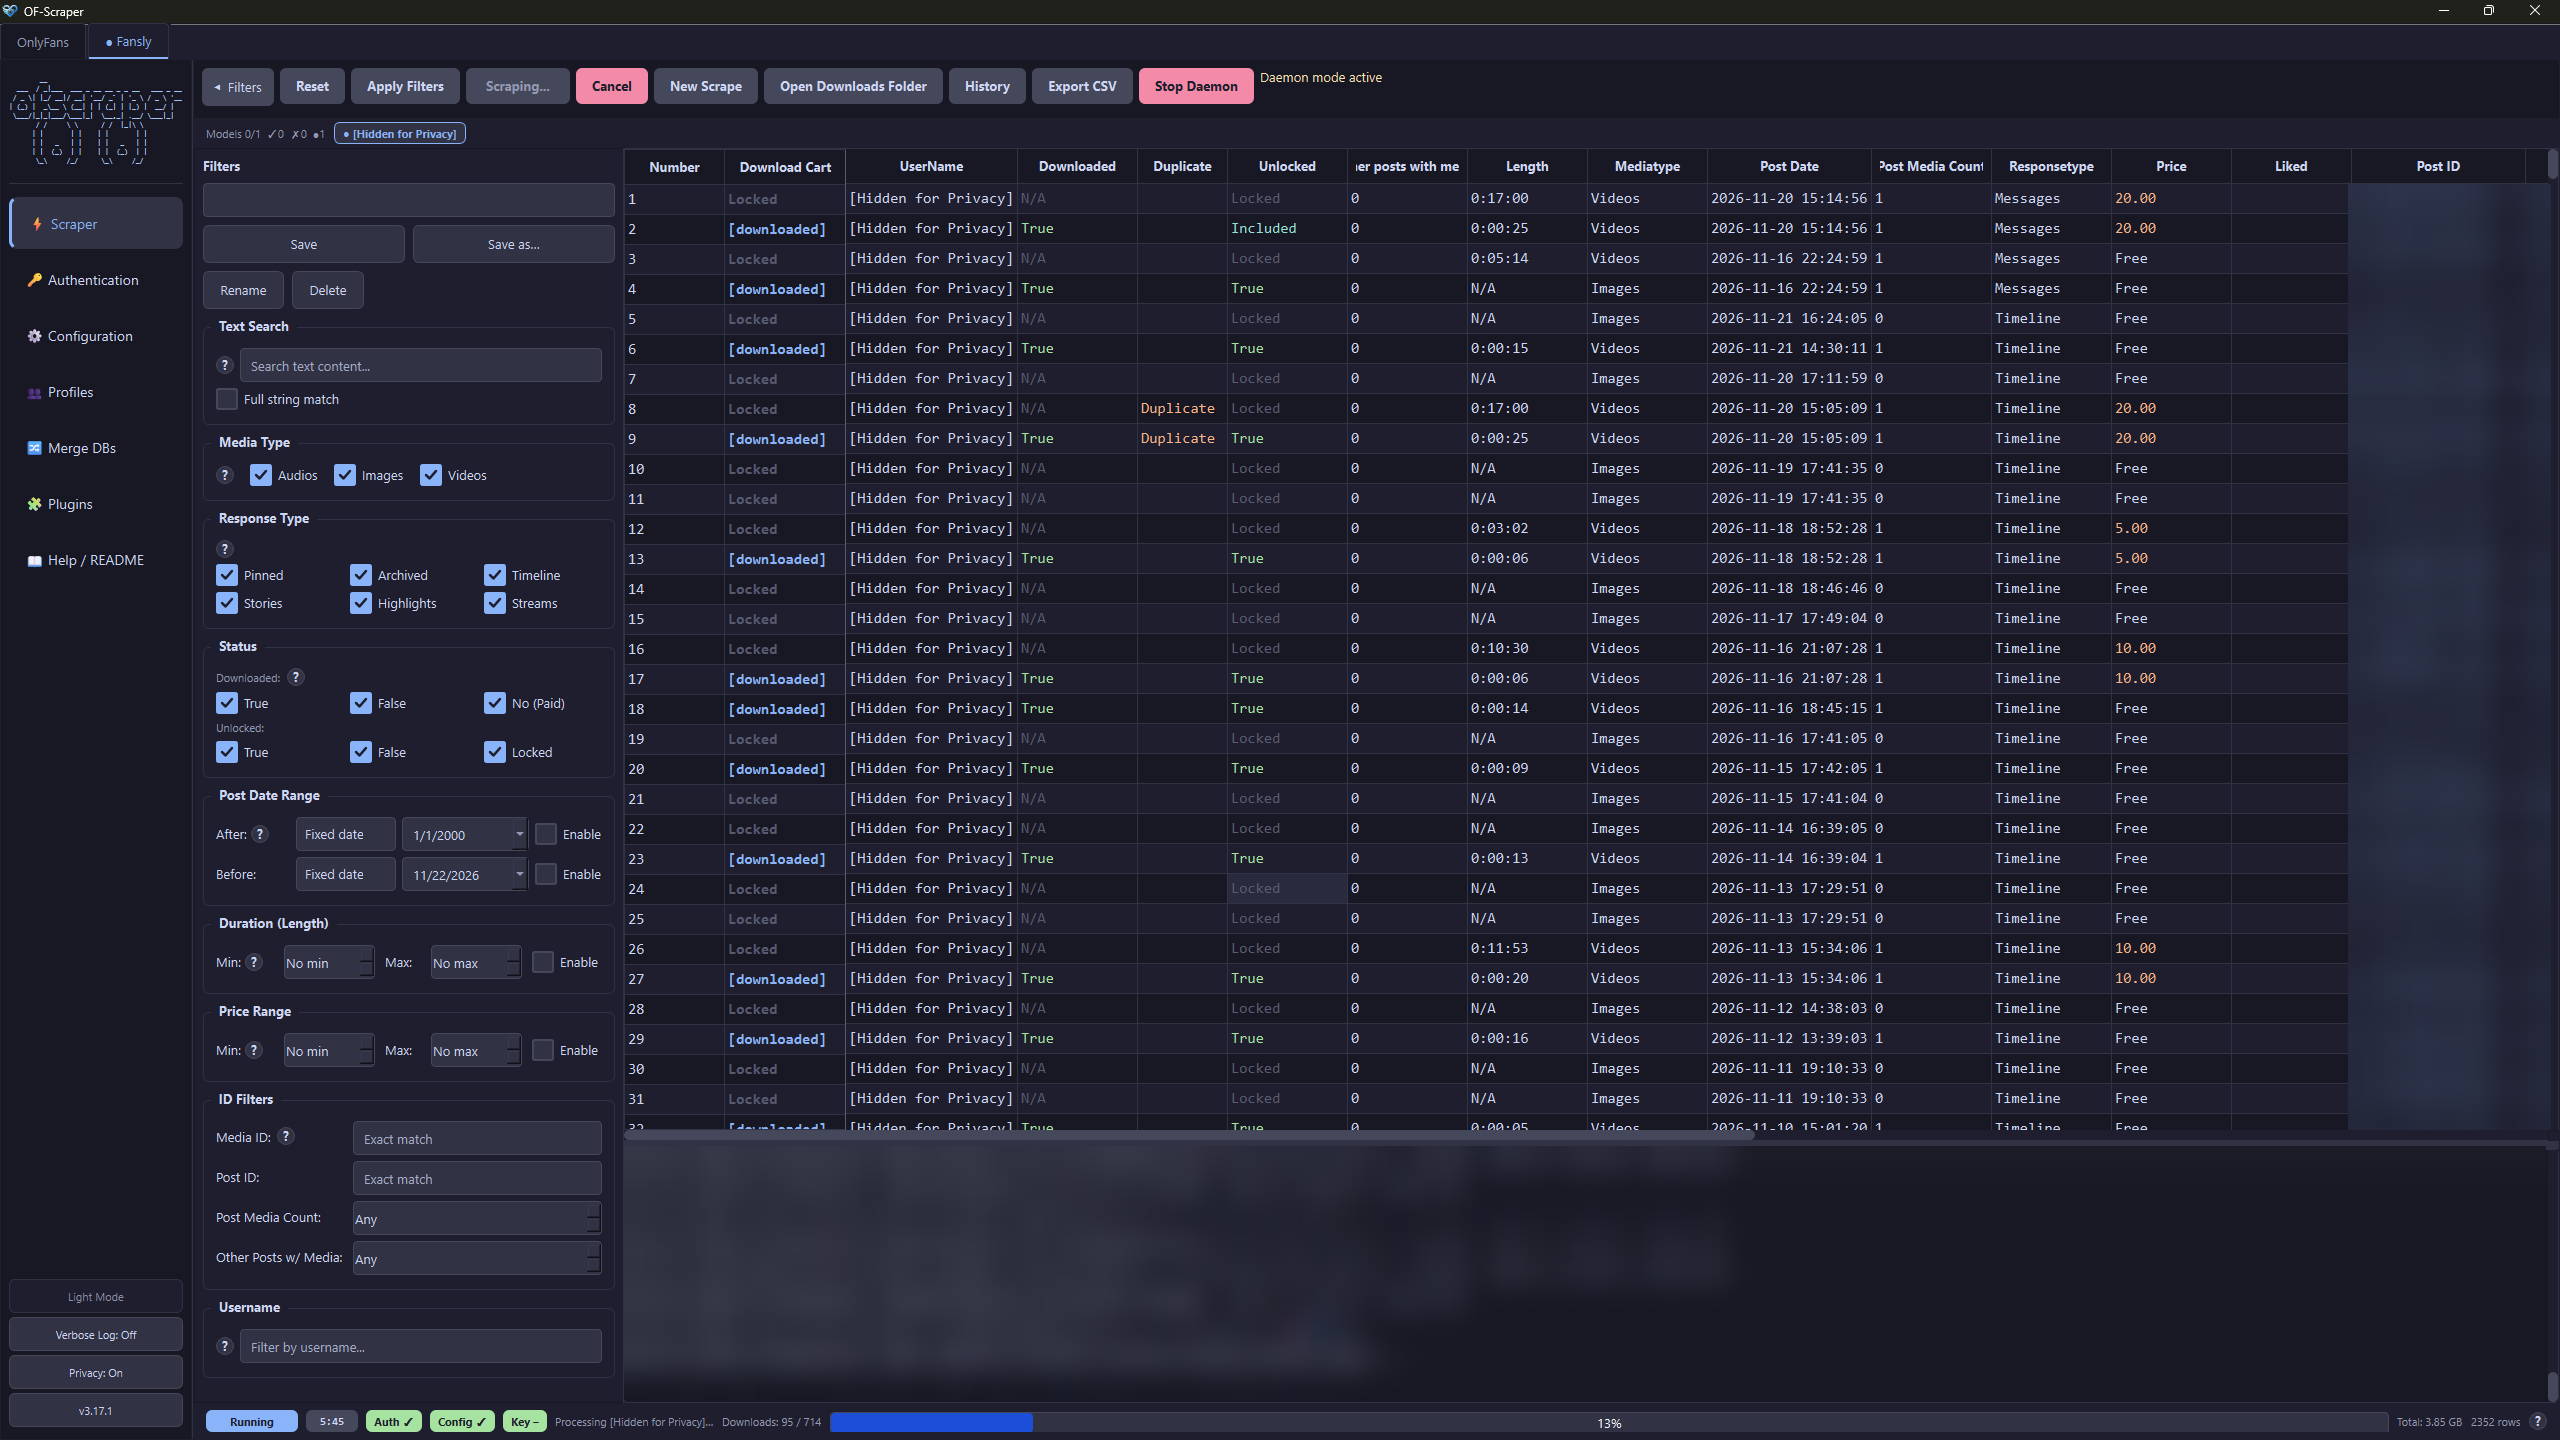 OF-Scraper
OnlyFans
● Fansly
◂ Filters
Reset
Apply Filters
Scraping...
Cancel
New Scrape
Open Downloads Folder
History
Export CSV
Stop Daemon
Daemon mode active
Models 0/1 ✓0 ✗0 ●1
● [Hidden for Privacy]
Scraper
Authentication
Configuration
Profiles
Merge DBs
Plugins
Help / README
Light Mode
Verbose Log: Off
Privacy: On
v3.17.1
Filters
Save
Save as...
Rename
Delete
Text Search
?
Search text content...
Full string match
Media Type
? Audios Images Videos
Response Type
?
Pinned Archived Timeline
Stories Highlights Streams
Status
Downloaded: ?
True False No (Paid)
Unlocked:
True False Locked
Post Date Range
After: ? Fixed date 1/1/2000 Enable
Before: Fixed date 11/22/2026 Enable
Duration (Length)
Min: ? No min Max: No max Enable
Price Range
Min: ? No min Max: No max Enable
ID Filters
Media ID: ? Exact match
Post ID: Exact match
Post Media Count: Any
Other Posts w/ Media: Any
Username
? Filter by username...
Number Download Cart UserName Downloaded Duplicate Unlocked er posts with me Length Mediatype Post Date Post Media Count Responsetype Price Liked Post ID
1 Locked [Hidden for Privacy] N/A Locked 0 0:17:00 Videos 2026-11-20 15:14:56 1 Messages 20.00
2 [downloaded] [Hidden for Privacy] True Included 0 0:00:25 Videos 2026-11-20 15:14:56 1 Messages 20.00
3 Locked [Hidden for Privacy] N/A Locked 0 0:05:14 Videos 2026-11-16 22:24:59 1 Messages Free
4 [downloaded] [Hidden for Privacy] True True 0 N/A Images 2026-11-16 22:24:59 1 Messages Free
5 Locked [Hidden for Privacy] N/A Locked 0 N/A Images 2026-11-21 16:24:05 0 Timeline Free
6 [downloaded] [Hidden for Privacy] True True 0 0:00:15 Videos 2026-11-21 14:30:11 1 Timeline Free
7 Locked [Hidden for Privacy] N/A Locked 0 N/A Images 2026-11-20 17:11:59 0 Timeline Free
8 Locked [Hidden for Privacy] N/A Duplicate Locked 0 0:17:00 Videos 2026-11-20 15:05:09 1 Timeline 20.00
9 [downloaded] [Hidden for Privacy] True Duplicate True 0 0:00:25 Videos 2026-11-20 15:05:09 1 Timeline 20.00
10 Locked [Hidden for Privacy] N/A Locked 0 N/A Images 2026-11-19 17:41:35 0 Timeline Free
11 Locked [Hidden for Privacy] N/A Locked 0 N/A Images 2026-11-19 17:41:35 0 Timeline Free
12 Locked [Hidden for Privacy] N/A Locked 0 0:03:02 Videos 2026-11-18 18:52:28 1 Timeline 5.00
13 [downloaded] [Hidden for Privacy] True True 0 0:00:06 Videos 2026-11-18 18:52:28 1 Timeline 5.00
14 Locked [Hidden for Privacy] N/A Locked 0 N/A Images 2026-11-18 18:46:46 0 Timeline Free
15 Locked [Hidden for Privacy] N/A Locked 0 N/A Images 2026-11-17 17:49:04 0 Timeline Free
16 Locked [Hidden for Privacy] N/A Locked 0 0:10:30 Videos 2026-11-16 21:07:28 1 Timeline 10.00
17 [downloaded] [Hidden for Privacy] True True 0 0:00:06 Videos 2026-11-16 21:07:28 1 Timeline 10.00
18 [downloaded] [Hidden for Privacy] True True 0 0:00:14 Videos 2026-11-16 18:45:15 1 Timeline Free
19 Locked [Hidden for Privacy] N/A Locked 0 N/A Images 2026-11-16 17:41:05 0 Timeline Free
20 [downloaded] [Hidden for Privacy] True True 0 0:00:09 Videos 2026-11-15 17:42:05 1 Timeline Free
21 Locked [Hidden for Privacy] N/A Locked 0 N/A Images 2026-11-15 17:41:04 0 Timeline Free
22 Locked [Hidden for Privacy] N/A Locked 0 N/A Images 2026-11-14 16:39:05 0 Timeline Free
23 [downloaded] [Hidden for Privacy] True True 0 0:00:13 Videos 2026-11-14 16:39:04 1 Timeline Free
24 Locked [Hidden for Privacy] N/A Locked 0 N/A Images 2026-11-13 17:29:51 0 Timeline Free
25 Locked [Hidden for Privacy] N/A Locked 0 N/A Images 2026-11-13 17:29:51 0 Timeline Free
26 Locked [Hidden for Privacy] N/A Locked 0 0:11:53 Videos 2026-11-13 15:34:06 1 Timeline 10.00
27 [downloaded] [Hidden for Privacy] True True 0 0:00:20 Videos 2026-11-13 15:34:06 1 Timeline 10.00
28 Locked [Hidden for Privacy] N/A Locked 0 N/A Images 2026-11-12 14:38:03 0 Timeline Free
29 [downloaded] [Hidden for Privacy] True True 0 0:00:16 Videos 2026-11-12 13:39:03 1 Timeline Free
30 Locked [Hidden for Privacy] N/A Locked 0 N/A Images 2026-11-11 19:10:33 0 Timeline Free
31 Locked [Hidden for Privacy] N/A Locked 0 N/A Images 2026-11-11 19:10:33 0 Timeline Free
32 [downloaded] [Hidden for Privacy] True True 0 0:00:05 Videos 2026-11-10 15:01:20 1 Timeline Free
Running 5:45 Auth ✓ Config ✓ Key – Processing [Hidden for Privacy]... Downloads: 95 / 714 13% Total: 3.85 GB 2352 rows ?